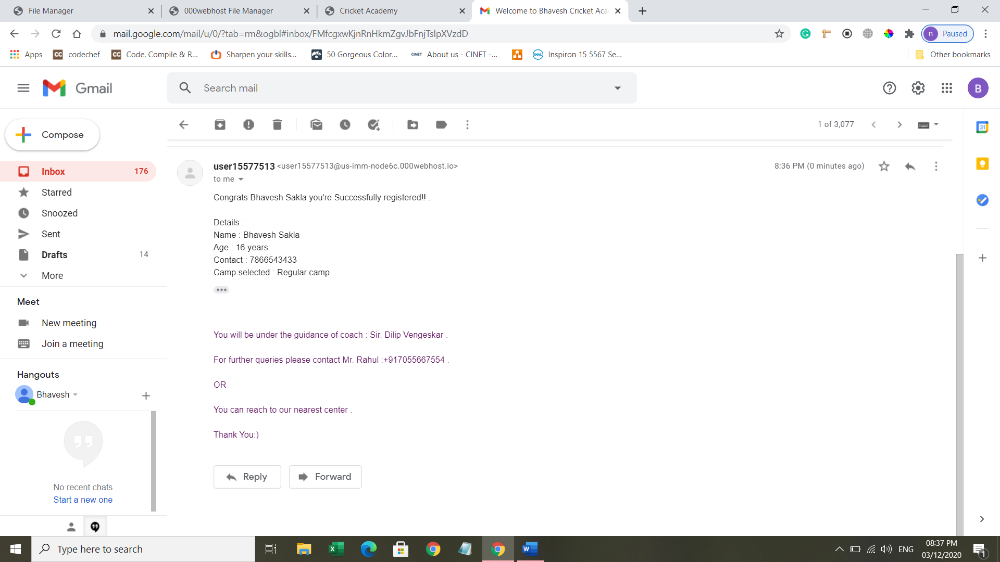 File Manager
000webhost File Manager
Cricket Academy
Welcome to Bhavesh Cricket Aca
mail.google.com/mail/u/0/?tab=rm&ogbl#inbox/FMfcgxwKjnRnHkmZgvJbFnjTslpXVzdD
n Paused
Apps
CC codechef
CC Code, Compile & R...
Sharpen your skills...
50 Gorgeous Color...
CINET About us - CINET -...
DELL Inspiron 15 5567 Se...
Other bookmarks
Gmail
Search mail
B
Compose
1 of 3,077
31
Inbox 176
Starred
Snoozed
Sent
Drafts 14
More
Meet
New meeting
Join a meeting
Hangouts
Bhavesh
No recent chats
Start a new one
user15577513 <user15577513@us-imm-node6c.000webhost.io>
8:36 PM (0 minutes ago)
to me
Congrats Bhavesh Sakla you're Successfully registered!! .
Details :
Name : Bhavesh Sakla
Age : 16 years
Contact : 7866543433
Camp selected : Regular camp
You will be under the guidance of coach : Sir. Dilip Vengeskar .
For further queries please contact Mr. Rahul :+917055667554 .
OR
You can reach to our nearest center .
Thank You:)
Reply
Forward
Type here to search
ENG
08:37 PM
03/12/2020
1